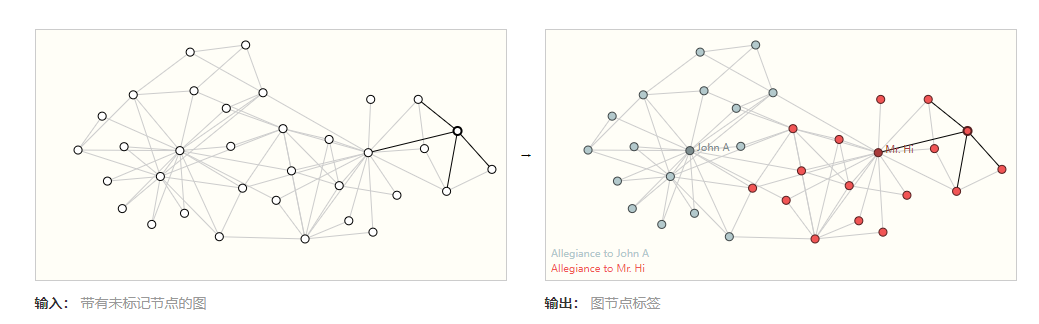 →
John A
Mr. Hi
Allegiance to John A
Allegiance to Mr. Hi
输入： 带有未标记节点的图
输出： 图节点标签